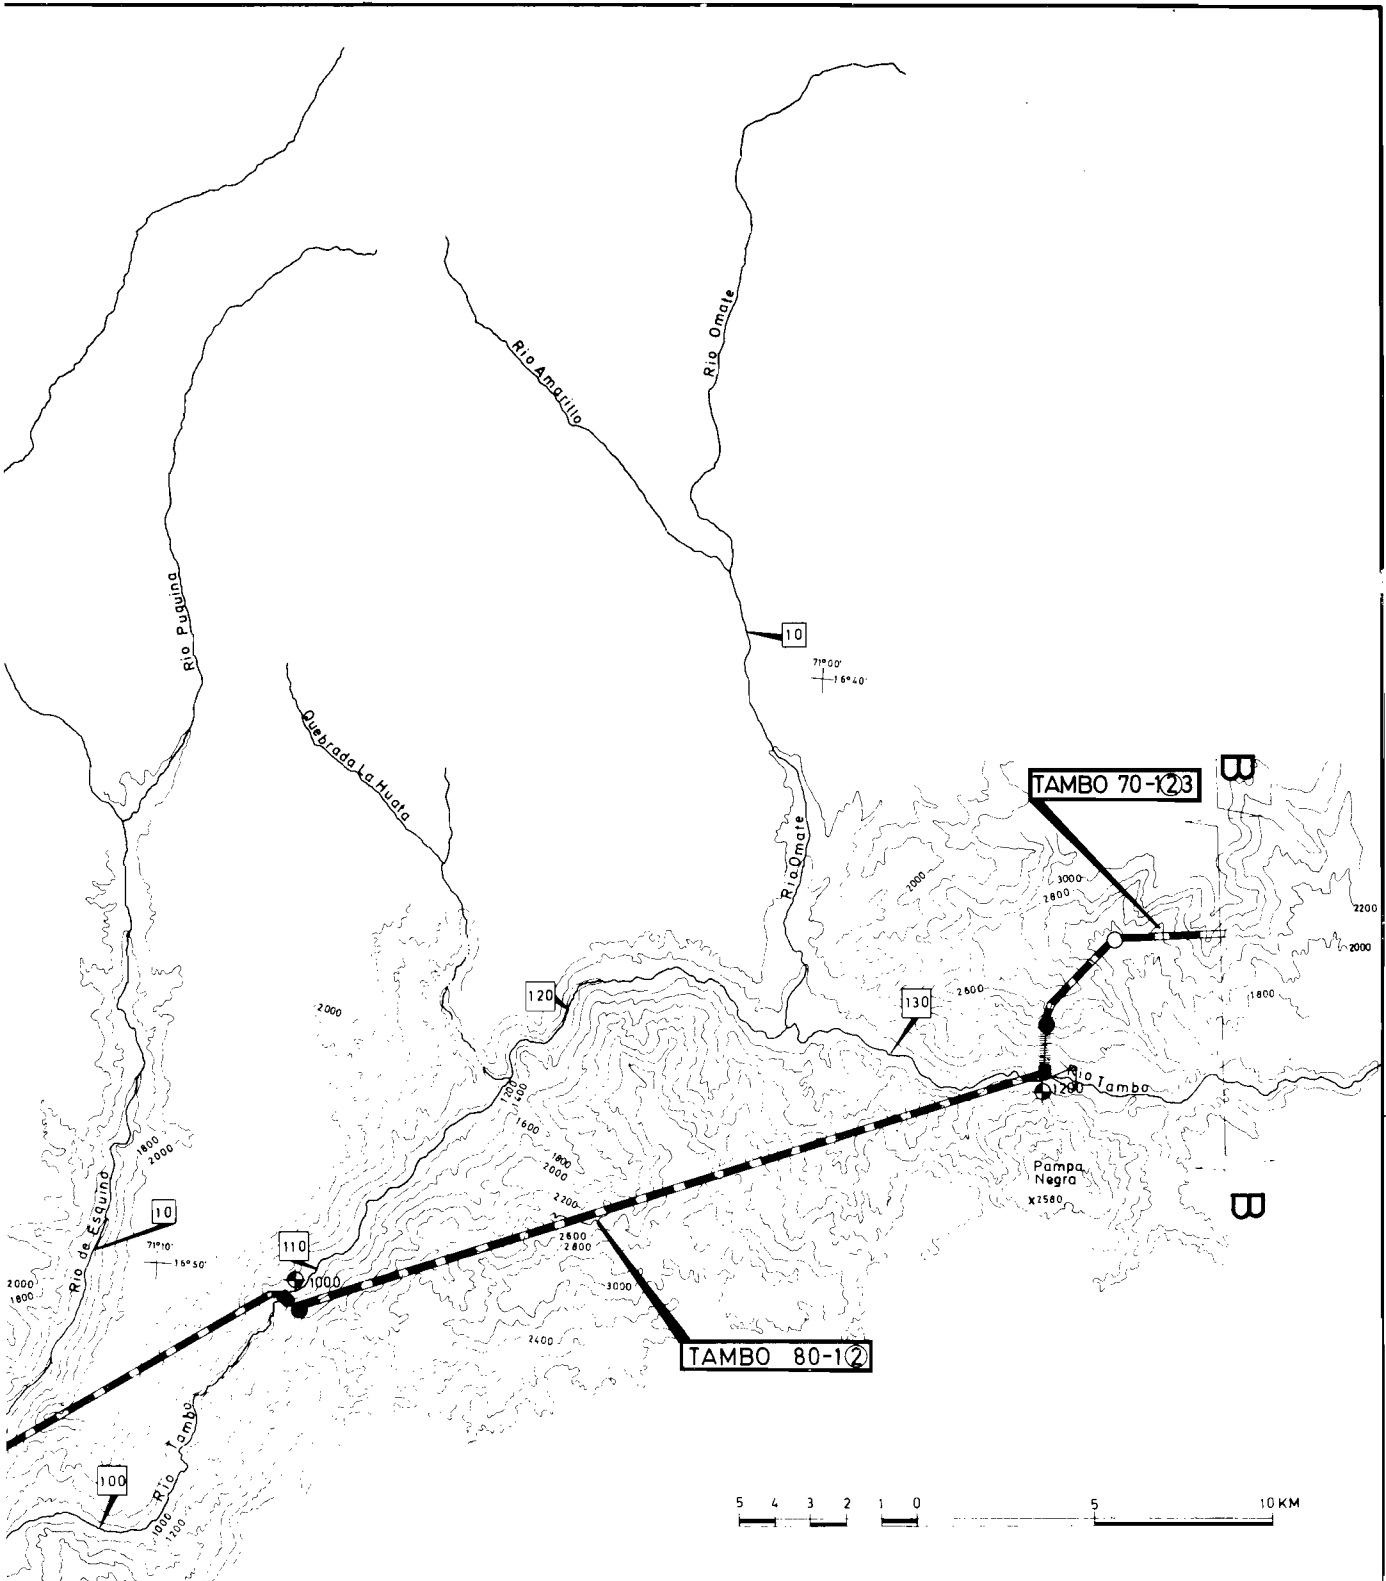 Rio Omate
Rio Amarillo
Rio Puquina
10
71°00'
16°40'
Quebrada La Huata
B
TAMBO 70-1②3
Rio Omate
2000
3000
2800
2200
2000
120
130
2600
1800
2000
Rio Tambo
1200
1200
1400
1600
1800
2000
1800
2000
2200
Pampa
Negra
x2580
B
Rio de Esquino
10
2600
2800
71°10'
16°50'
110
1000
2000
1800
3000
2400
TAMBO 80-1②
Rio Tambo
100
1000
1200
5 4 3 2 1 0 5 10 KM